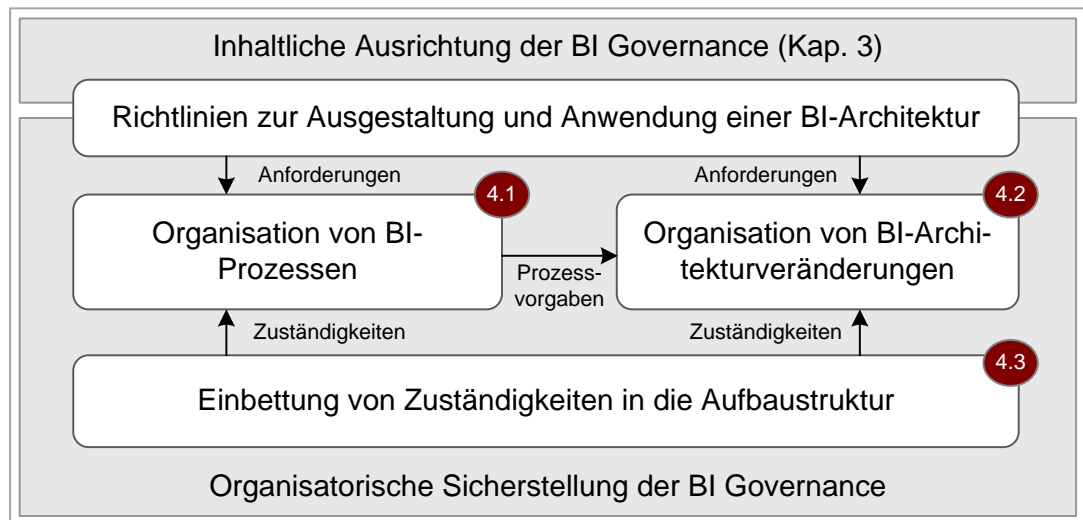 Inhaltliche Ausrichtung der BI Governance (Kap. 3)
Richtlinien zur Ausgestaltung und Anwendung einer BI-Architektur
Anforderungen
Anforderungen
4.1
Organisation von BI-
Prozessen
Prozess-
vorgaben
4.2
Organisation von BI-Archi-
tekturveränderungen
Zuständigkeiten
Zuständigkeiten
4.3
Einbettung von Zuständigkeiten in die Aufbaustruktur
Organisatorische Sicherstellung der BI Governance